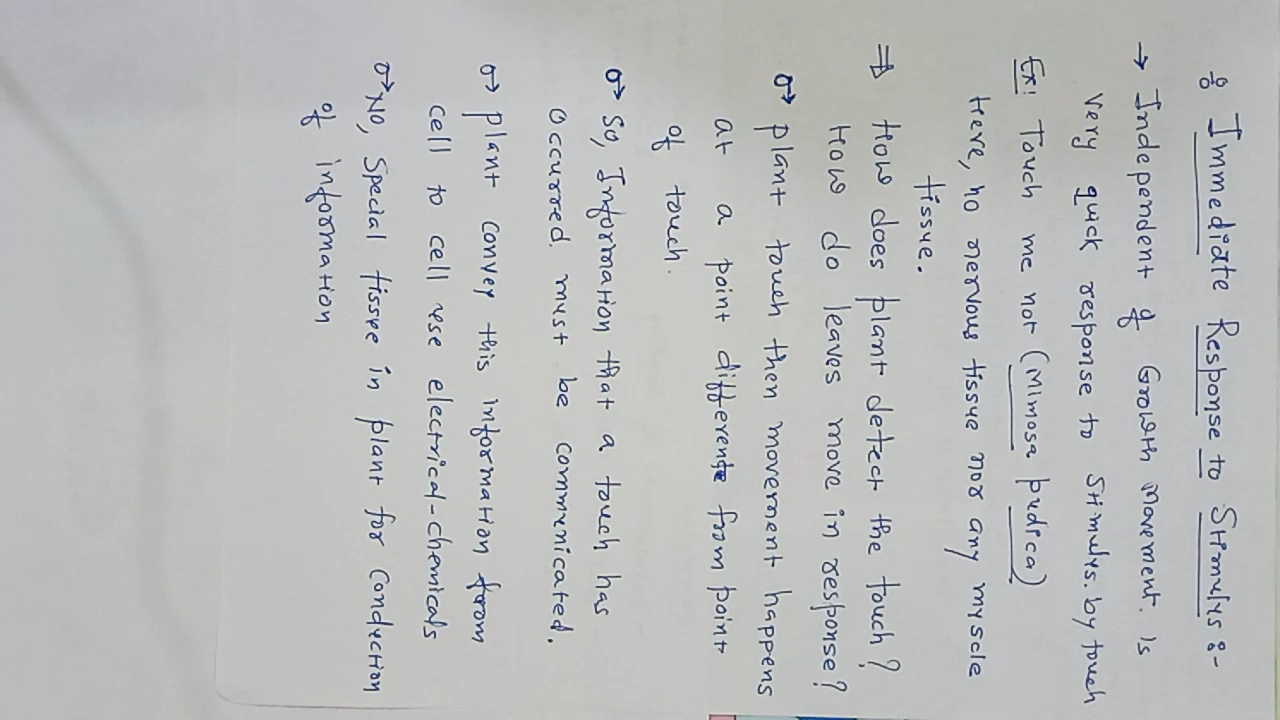 ⚬ Immediate Response to Stimulus :-
→ Independent of Growth Movement. is
very quick response to stimulus. by touch
Ex: Touch me not (Mimosa pudica)
Here, no nervous tissue nor any muscle
tissue.
⇒ How does plant detect the touch?
How do leaves move in response?
→ plant touch then movement happens
at a point different from point
of touch.
→ So, Information that a touch has
occurred must be commenicated.
→ plant convey this information from
cell to cell use electrical-chemicals
→ No, Special tissue in plant for conduction
of information